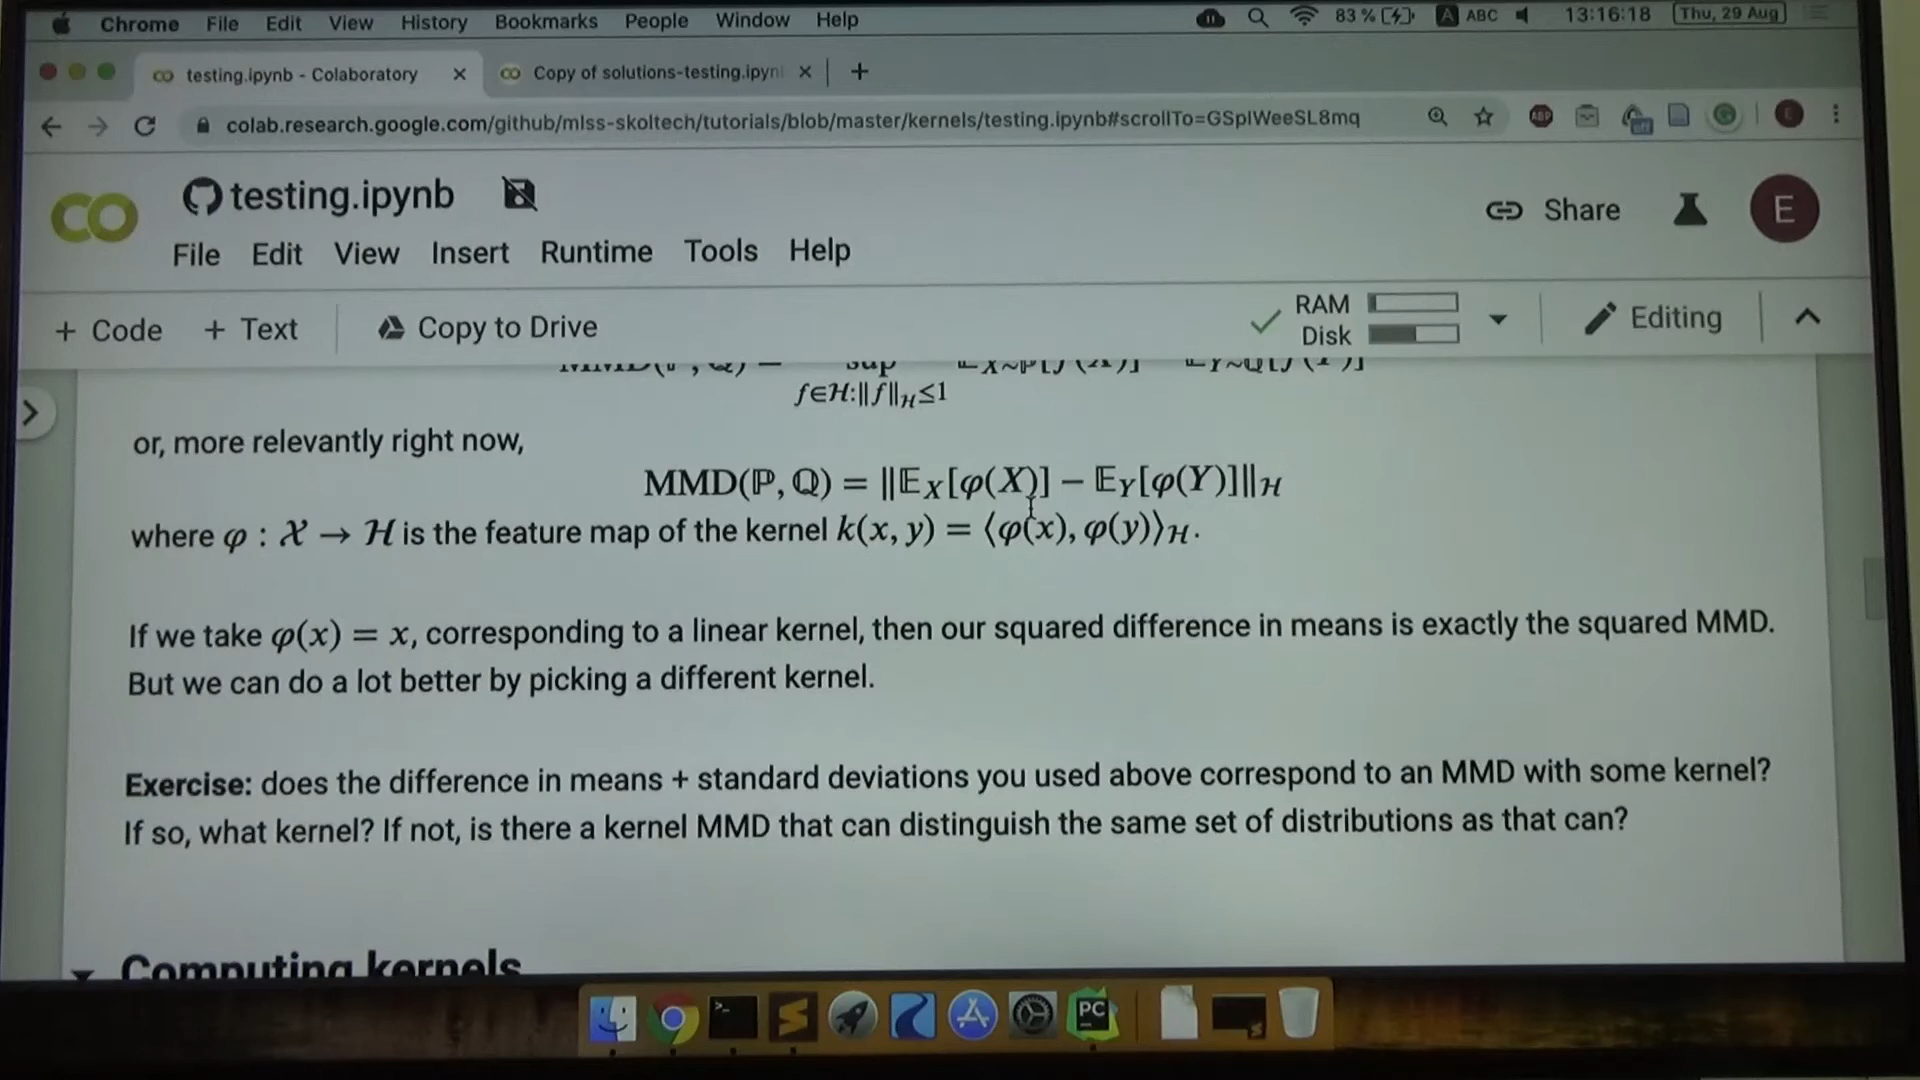 Chrome File Edit View History Bookmarks People Window Help 83 % ABC 13:16:18 Thu, 29 Aug
testing.ipynb - Colaboratory × Copy of solutions-testing.ipyn × +
colab.research.google.com/github/mlss-skoltech/tutorials/blob/master/kernels/testing.ipynb#scrollTo=GSplWeeSL8mq ABP
CO testing.ipynb Share E
File Edit View Insert Runtime Tools Help
+ Code + Text Copy to Drive RAM Disk Editing
f∈ℋ:‖f‖ℋ≤1
or, more relevantly right now,
MMD(ℙ, ℚ) = ‖𝔼X[φ(X)] − 𝔼Y[φ(Y)]‖ℋ
where φ : 𝒳 → ℋ is the feature map of the kernel k(x, y) = ⟨φ(x), φ(y)⟩ℋ.
If we take φ(x) = x, corresponding to a linear kernel, then our squared difference in means is exactly the squared MMD.
But we can do a lot better by picking a different kernel.
Exercise: does the difference in means + standard deviations you used above correspond to an MMD with some kernel?
If so, what kernel? If not, is there a kernel MMD that can distinguish the same set of distributions as that can?
Computing kernels
PC